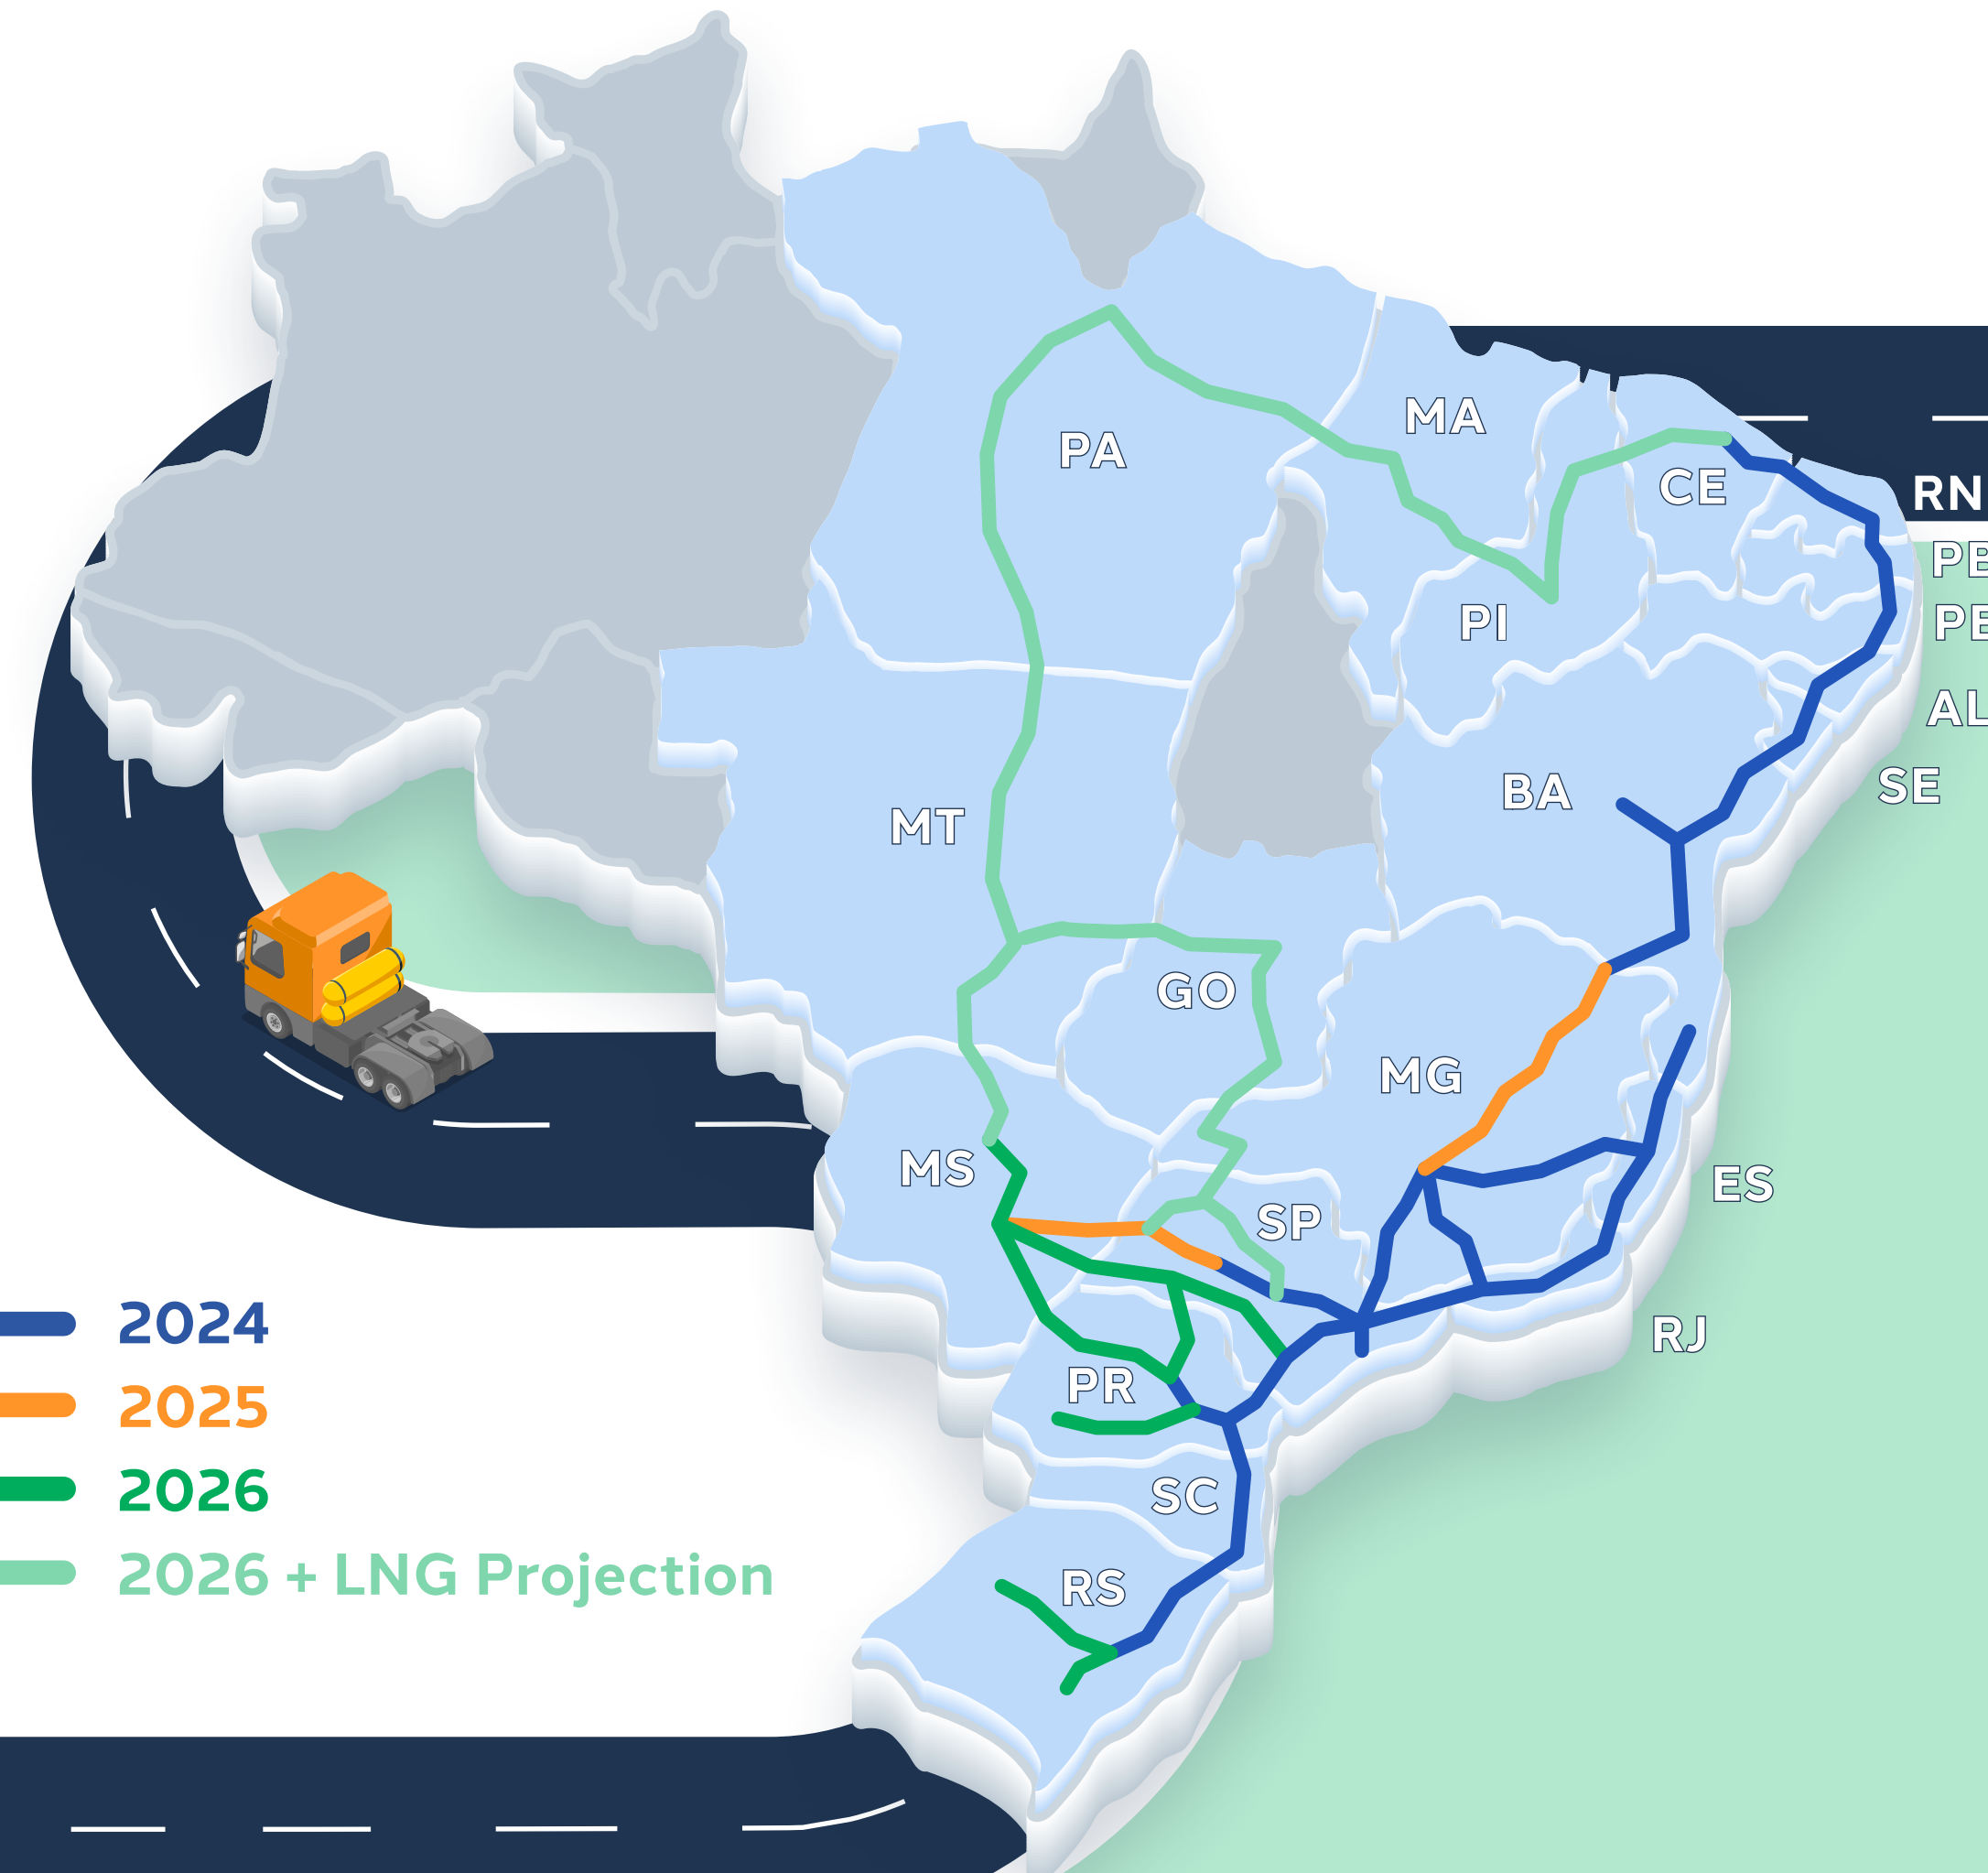 PA
MA
CE
RN
PI
MT
BA
SE
GO
MG
MS
SP
ES
RJ
PR
SC
RS
2024
2025
2026
2026 + LNG Projection